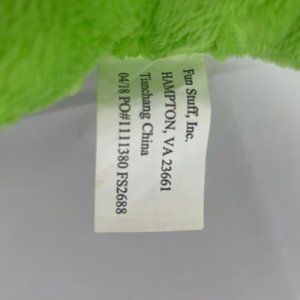 Fun Stuff, Inc.
HAMPTON, VA 23661
Tianchang China
04/18 PO#1111380 FS2688